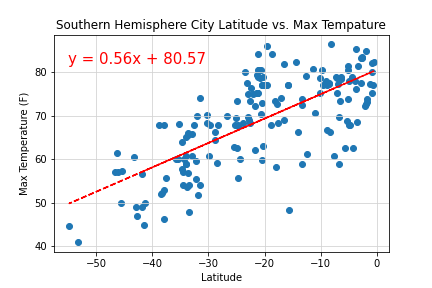 Southern Hemisphere City Latitude vs. Max Tempature
y = 0.56x + 80.57
Max Temperature (F)
80
70
60
50
40
−50
−40
−30
−20
−10
0
Latitude